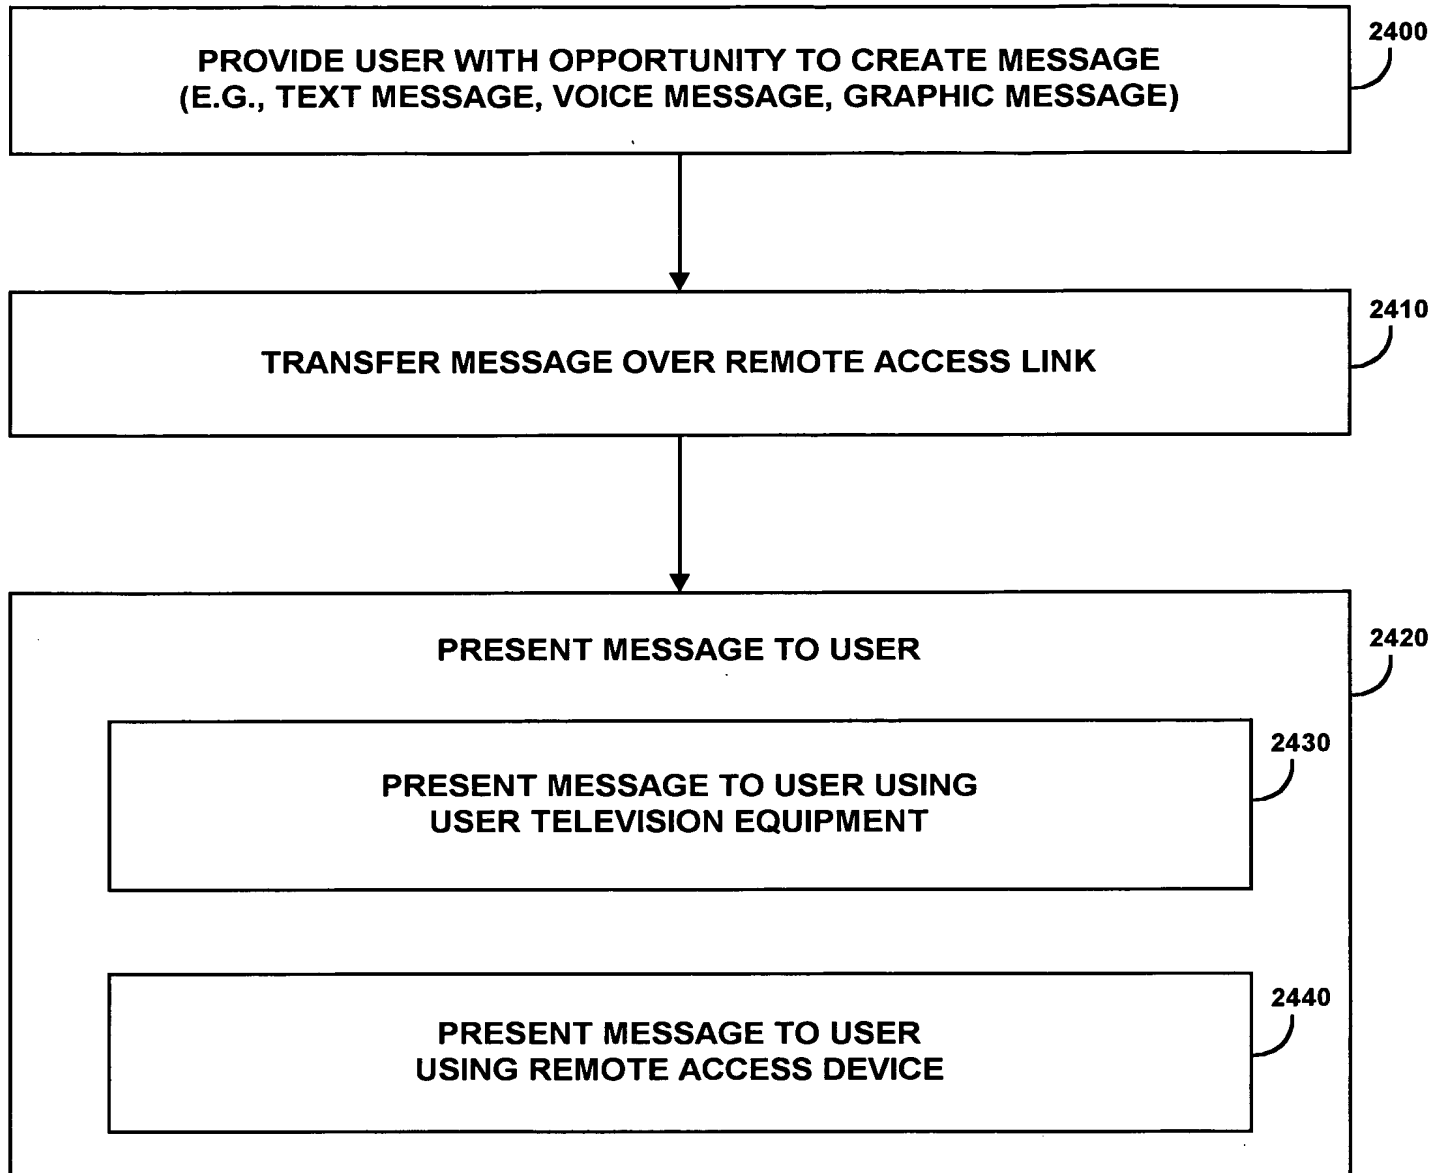 PROVIDE USER WITH OPPORTUNITY TO CREATE MESSAGE
(E.G., TEXT MESSAGE, VOICE MESSAGE, GRAPHIC MESSAGE)
2400
TRANSFER MESSAGE OVER REMOTE ACCESS LINK
2410
PRESENT MESSAGE TO USER
2420
PRESENT MESSAGE TO USER USING
USER TELEVISION EQUIPMENT
2430
PRESENT MESSAGE TO USER
USING REMOTE ACCESS DEVICE
2440